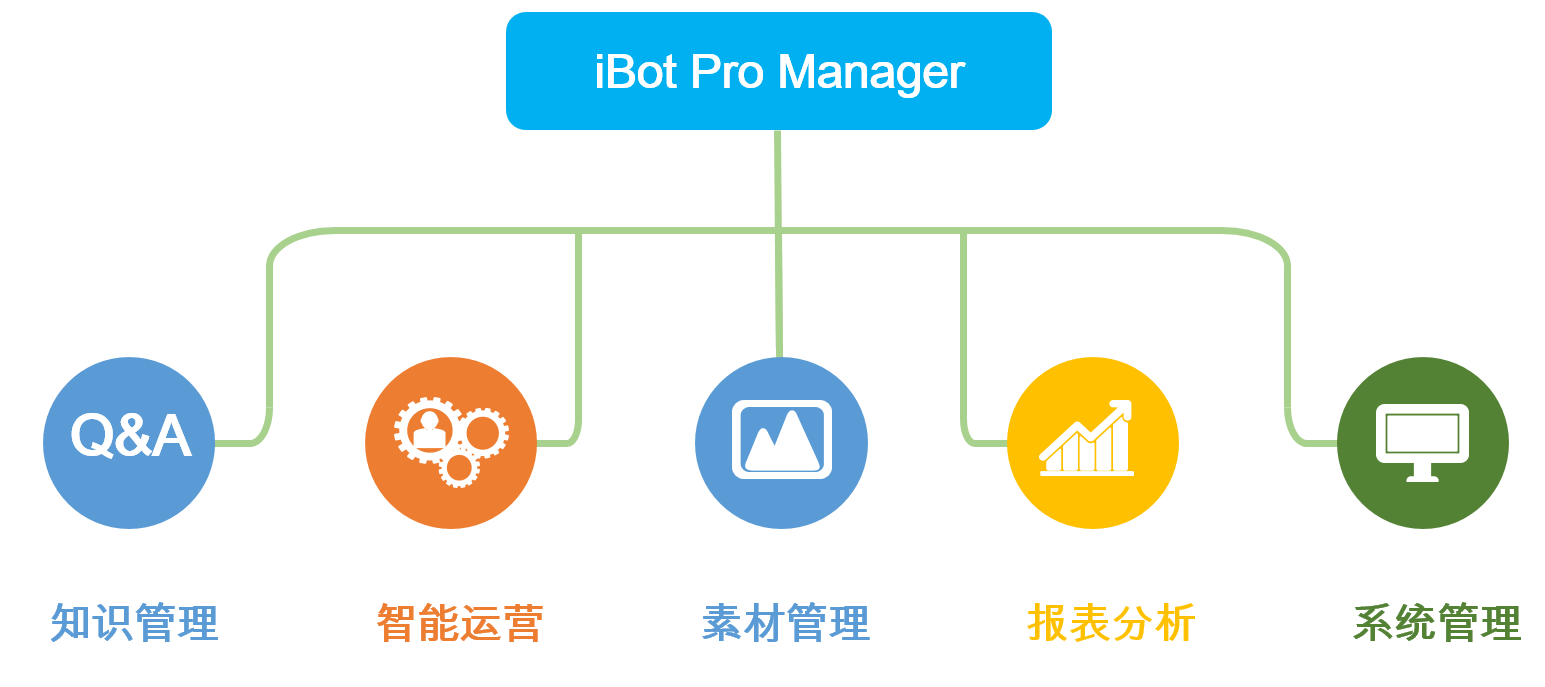 iBot Pro Manager
Q&A
知识管理
智能运营
素材管理
报表分析
系统管理